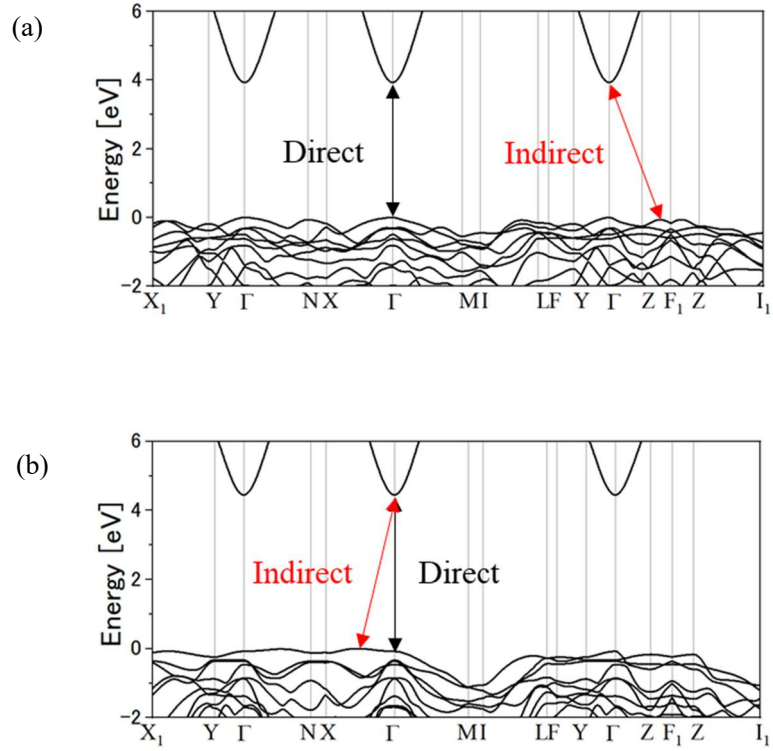 (a)
Energy [eV]
6
4
2
0
-2
Direct
Indirect
X₁ Y Γ N X Γ M I L F Y Γ Z F₁ Z I₁
(b)
Energy [eV]
6
4
2
0
-2
Indirect
Direct
X₁ Y Γ N X Γ M I L F Y Γ Z F₁ Z I₁